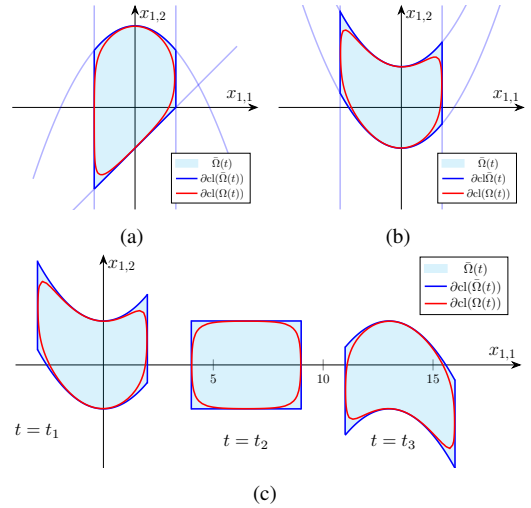 x₁,₂
x₁,₁
Ω̄(t)
∂cl(Ω̄(t))
∂cl(Ω(t))
(a)
x₁,₂
x₁,₁
Ω̄(t)
∂clΩ̄(t))
∂cl(Ω(t))
(b)
x₁,₂
x₁,₁
Ω̄(t)
∂cl(Ω̄(t))
∂cl(Ω(t))
5 10 15
t = t₁ t = t₂ t = t₃
(c)